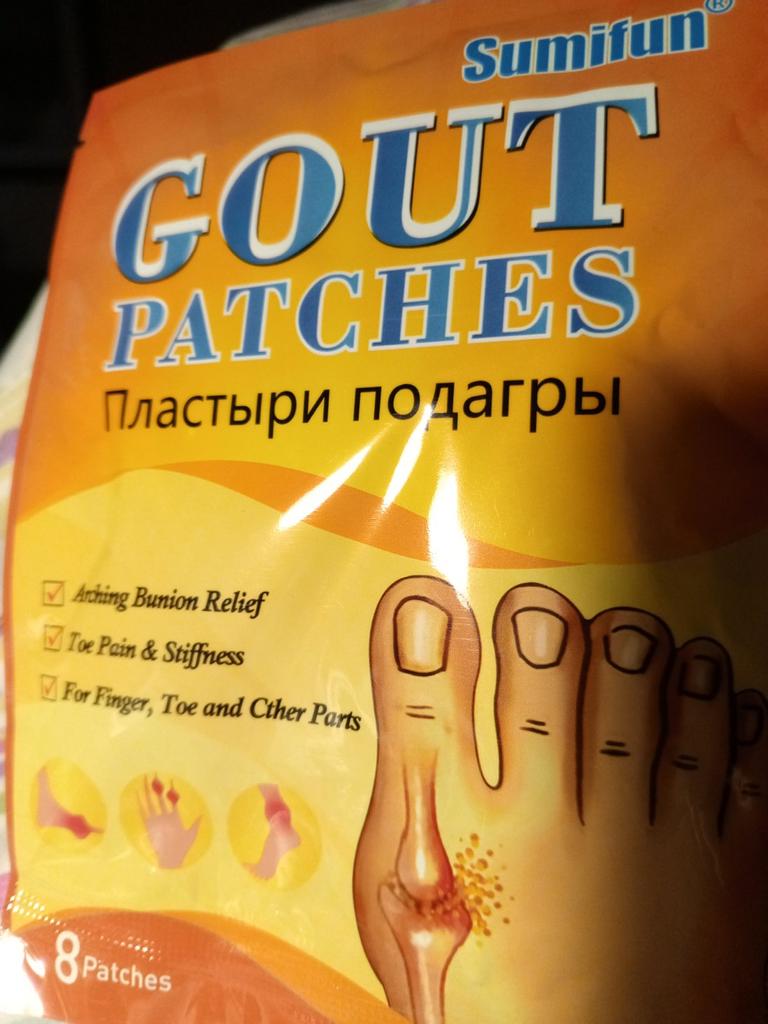 Sumifun®
GOUT
PATCHES
Пластыри подагры
Arching Bunion Relief
Toe Pain & Stiffness
For Finger, Toe and Cther Parts
8 Patches